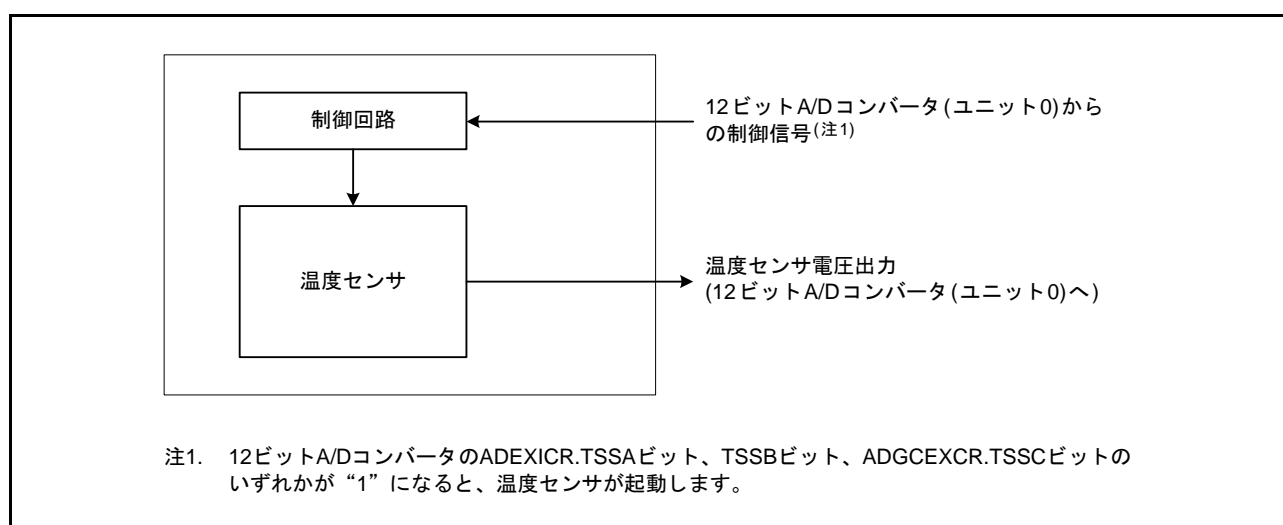 制御回路
12ビットA/Dコンバータ(ユニット0)から
の制御信号(注1)
温度センサ
温度センサ電圧出力
(12ビットA/Dコンバータ(ユニット0)へ)
注1. 12ビットA/DコンバータのADEXICR.TSSAビット、TSSBビット、ADGCEXCR.TSSCビットの
いずれかが“1”になると、温度センサが起動します。